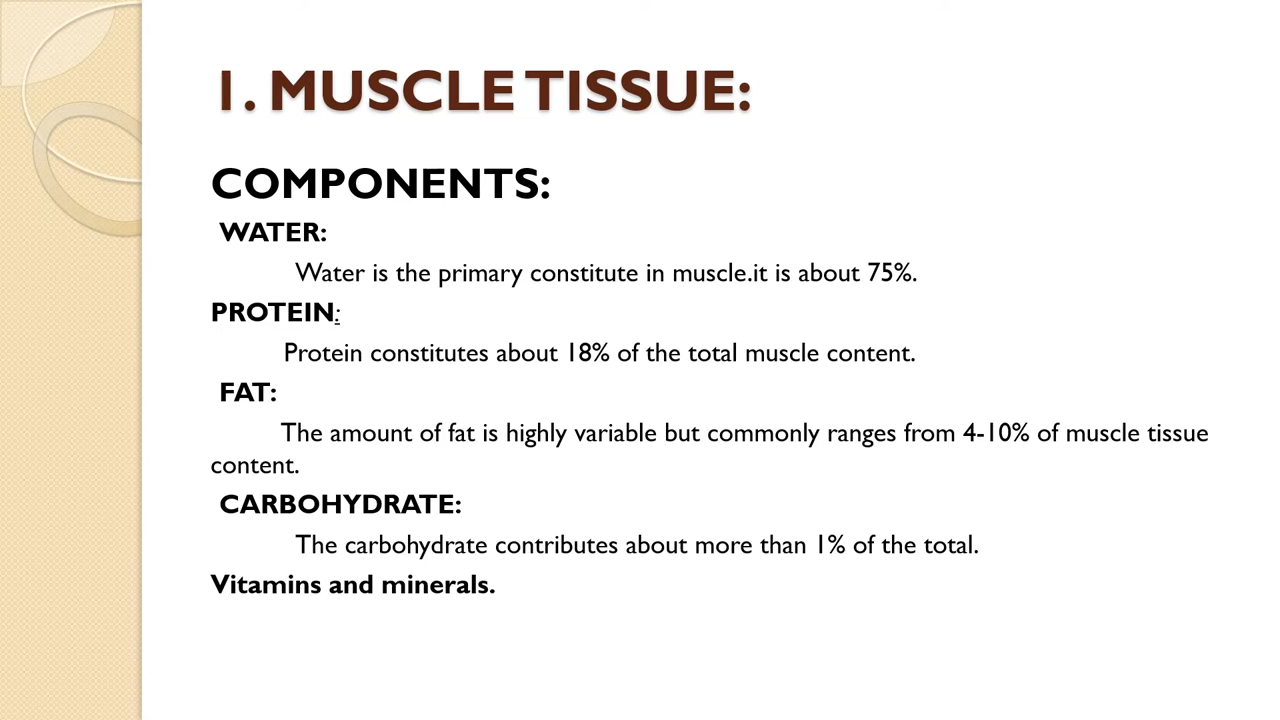 1. MUSCLE TISSUE:
COMPONENTS:
WATER:
Water is the primary constitute in muscle.it is about 75%.
PROTEIN:
Protein constitutes about 18% of the total muscle content.
FAT:
The amount of fat is highly variable but commonly ranges from 4-10% of muscle tissue
content.
CARBOHYDRATE:
The carbohydrate contributes about more than 1% of the total.
Vitamins and minerals.